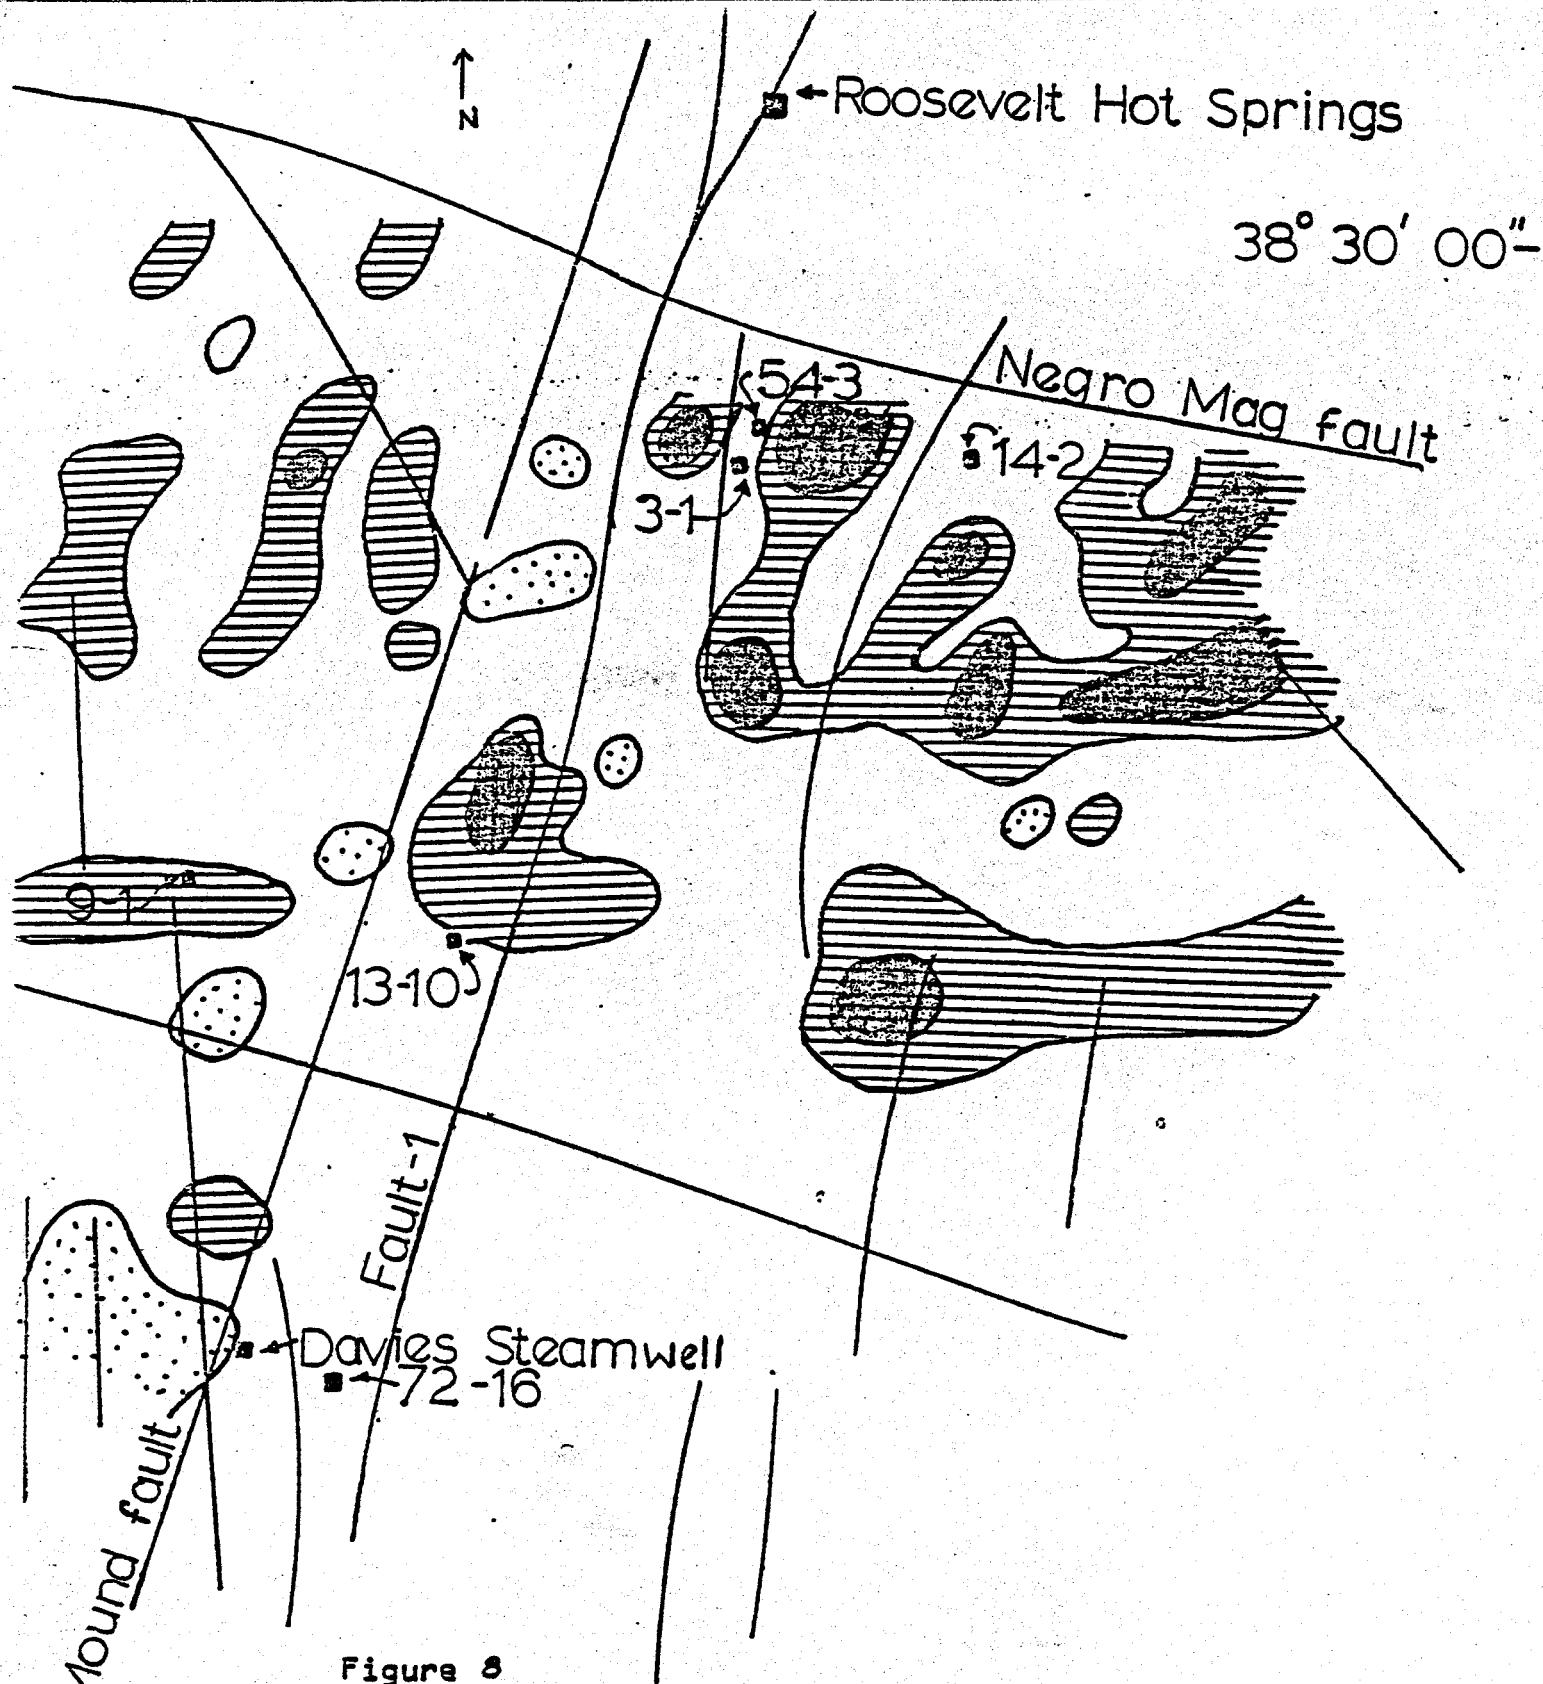 N
Roosevelt Hot Springs
38° 30' 00"-
54-3
Negro Mag fault
14-2
3-1
9-1
13-10
Fault-1
Davies Steamwell
72-16
Mound fault
Figure 8